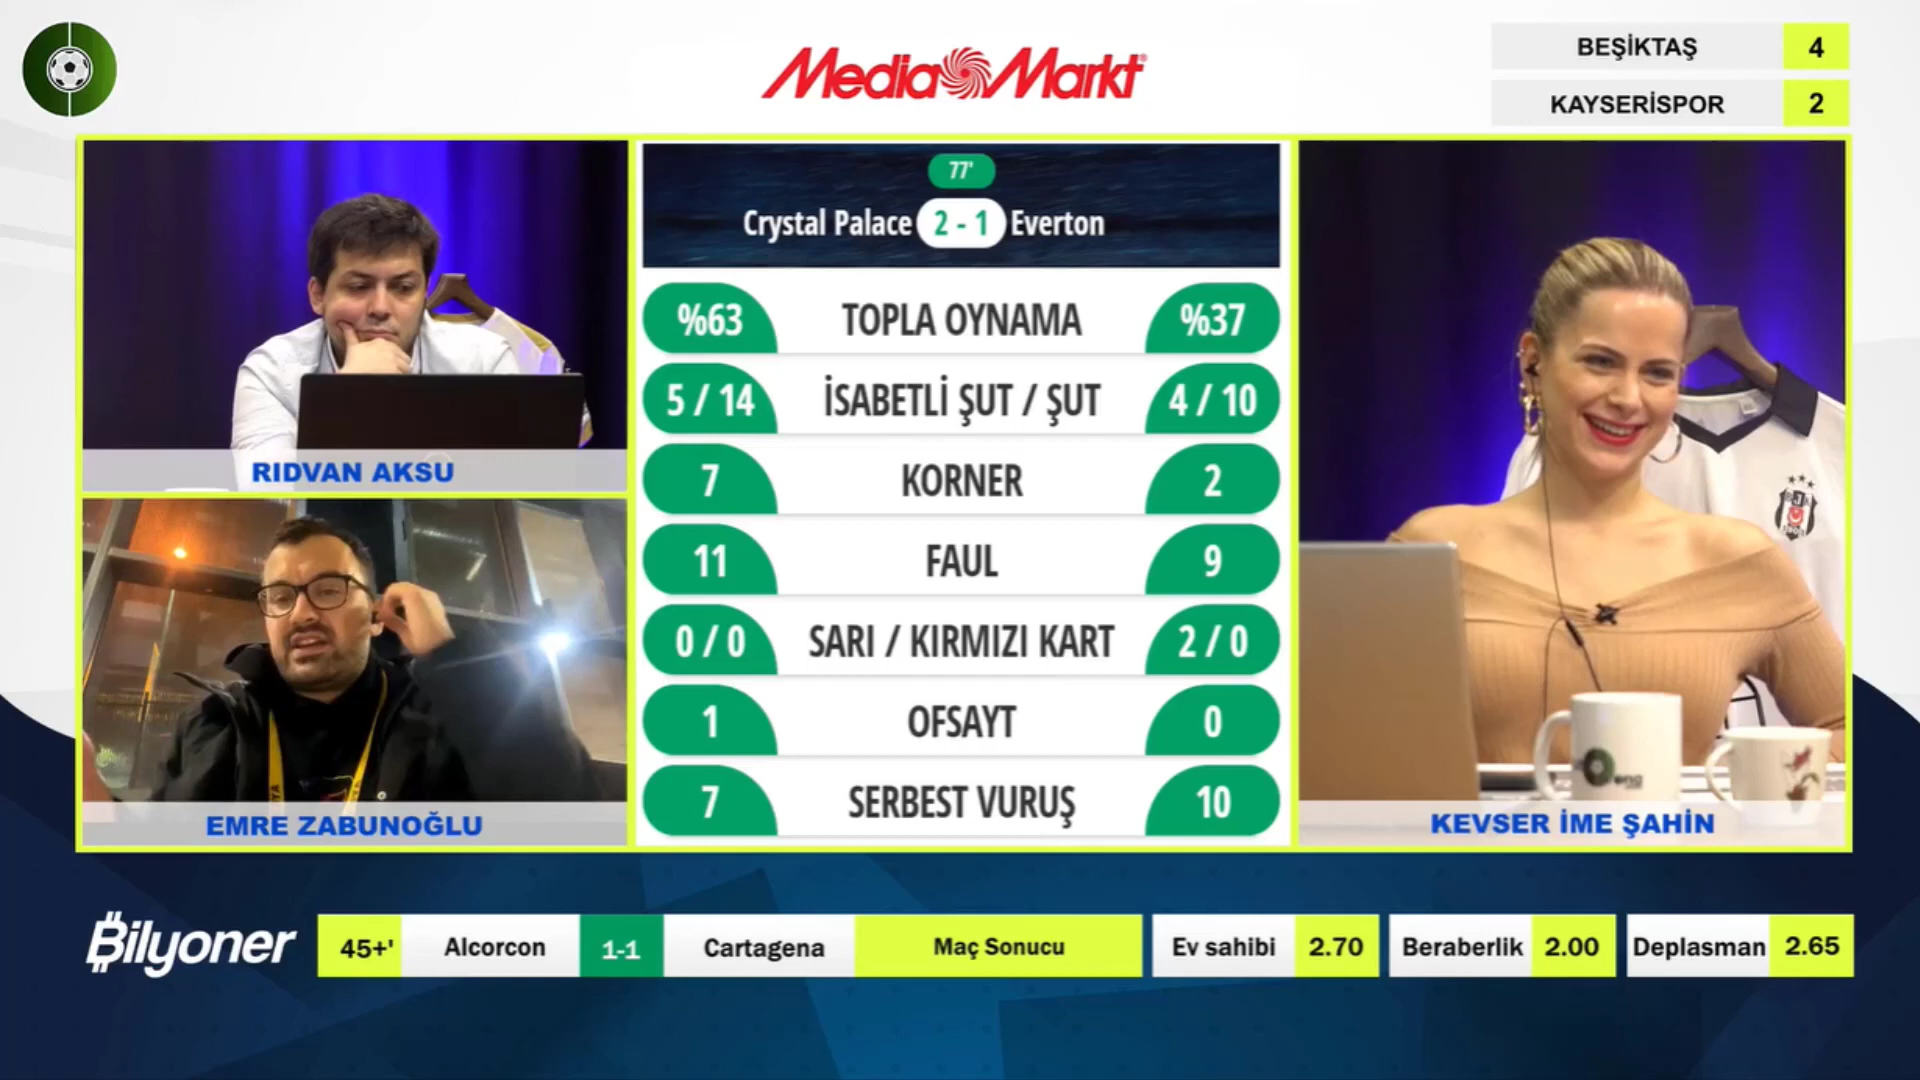 MediaMarkt
BEŞİKTAŞ 4
KAYSERİSPOR 2
77'
Crystal Palace 2 - 1 Everton
%63 TOPLA OYNAMA %37
5 / 14 İSABETLİ ŞUT / ŞUT 4 / 10
7 KORNER 2
11 FAUL 9
0 / 0 SARI / KIRMIZI KART 2 / 0
1 OFSAYT 0
7 SERBEST VURUŞ 10
RIDVAN AKSU
EMRE ZABUNOĞLU
BJK
KEVSER İME ŞAHİN
Bilyoner 45+' Alcorcon 1-1 Cartagena Maç Sonucu Ev sahibi 2.70 Beraberlik 2.00 Deplasman 2.65